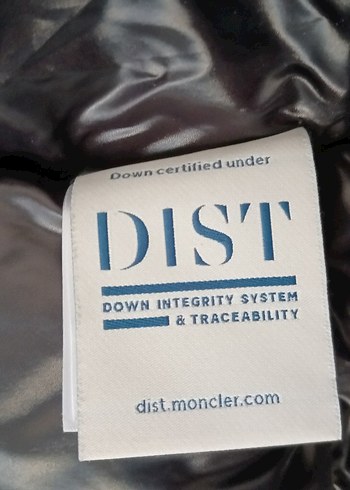 Down certified under
DIST
DOWN INTEGRITY SYSTEM
& TRACEABILITY
dist.moncler.com